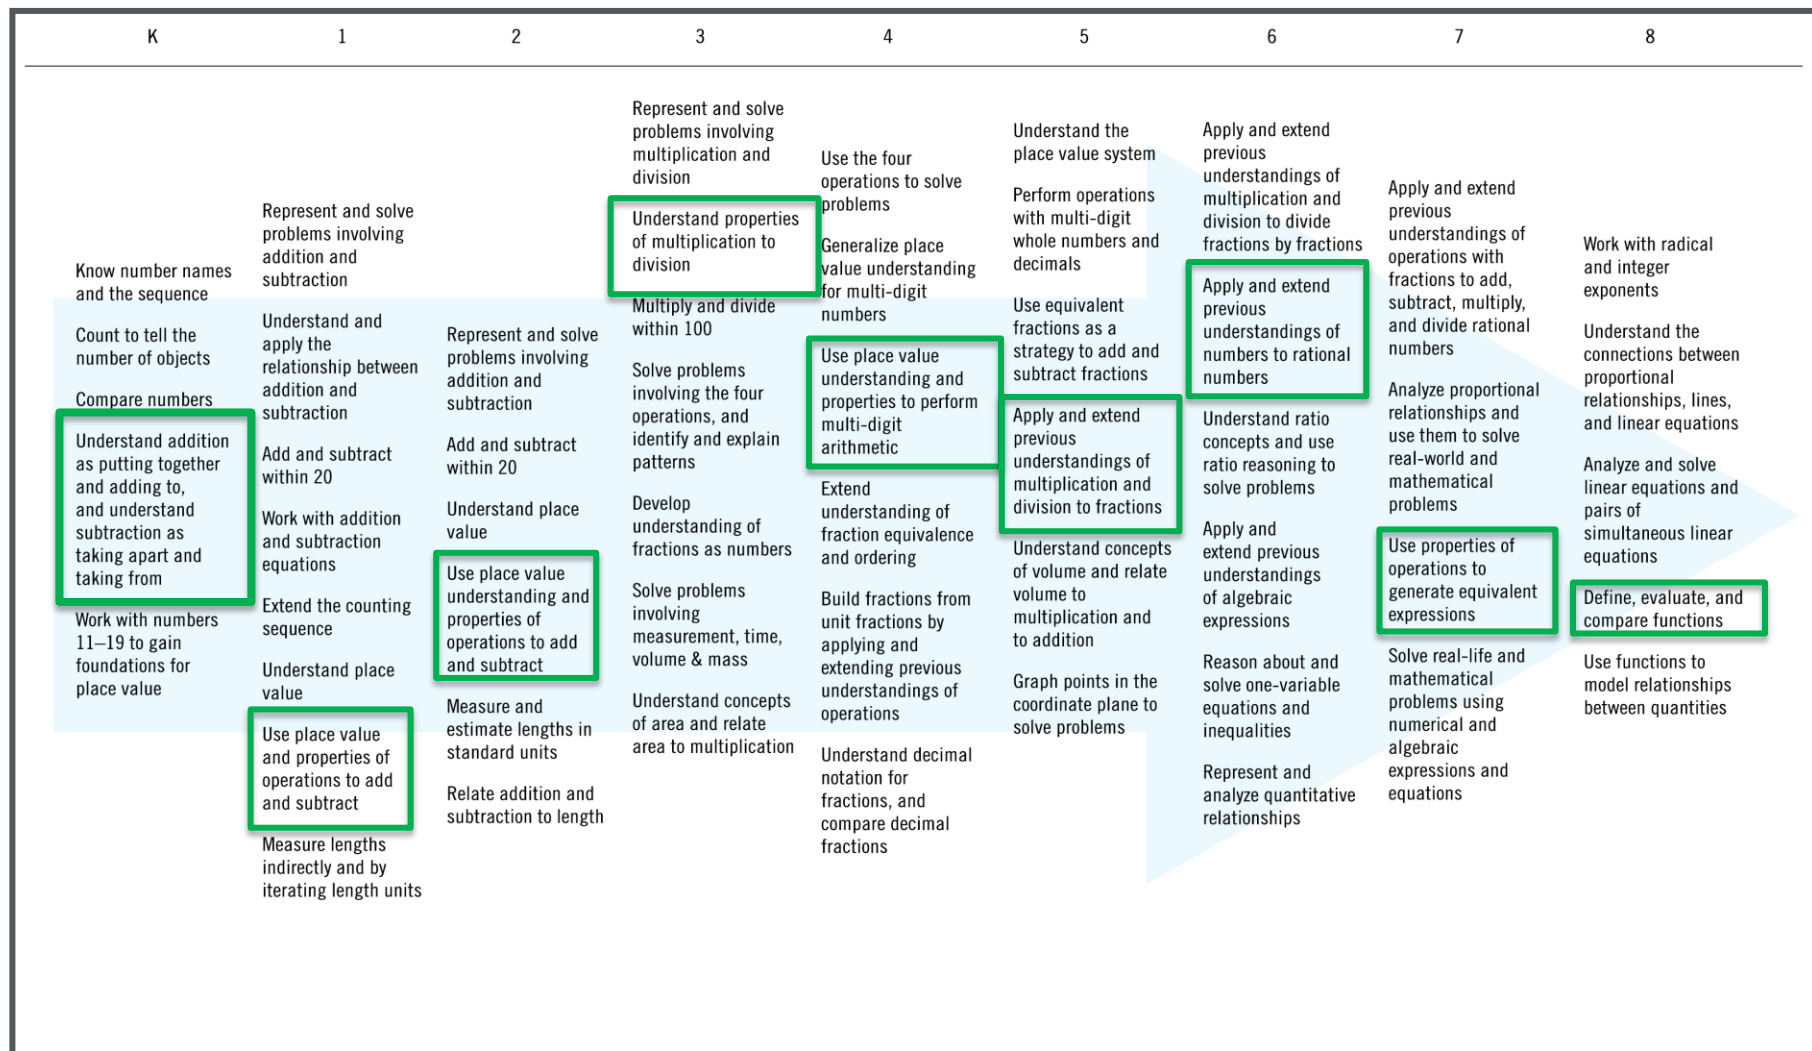 K
1
2
3
4
5
6
7
8
Know number names
and the sequence
Count to tell the
number of objects
Compare numbers
Understand addition
as putting together
and adding to,
and understand
subtraction as
taking apart and
taking from
Work with numbers
11–19 to gain
foundations for
place value
Represent and solve
problems involving
addition and
subtraction
Understand and
apply the
relationship between
addition and
subtraction
Add and subtract
within 20
Work with addition
and subtraction
equations
Extend the counting
sequence
Understand place
value
Use place value
and properties of
operations to add
and subtract
Measure lengths
indirectly and by
iterating length units
Represent and solve
problems involving
addition and
subtraction
Add and subtract
within 20
Understand place
value
Use place value
understanding and
properties of
operations to add
and subtract
Measure and
estimate lengths in
standard units
Relate addition and
subtraction to length
Represent and solve
problems involving
multiplication and
division
Understand properties
of multiplication to
division
Multiply and divide
within 100
Solve problems
involving the four
operations, and
identify and explain
patterns
Develop
understanding of
fractions as numbers
Solve problems
involving
measurement, time,
volume & mass
Understand concepts
of area and relate
area to multiplication
Use the four
operations to solve
problems
Generalize place
value understanding
for multi-digit
numbers
Use place value
understanding and
properties to perform
multi-digit
arithmetic
Extend
understanding of
fraction equivalence
and ordering
Build fractions from
unit fractions by
applying and
extending previous
understandings of
operations
Understand decimal
notation for
fractions, and
compare decimal
fractions
Understand the
place value system
Perform operations
with multi-digit
whole numbers and
decimals
Use equivalent
fractions as a
strategy to add and
subtract fractions
Apply and extend
previous
understandings of
multiplication and
division to fractions
Understand concepts
of volume and relate
volume to
multiplication and
to addition
Graph points in the
coordinate plane to
solve problems
Apply and extend
previous
understandings of
multiplication and
division to divide
fractions by fractions
Apply and extend
previous
understandings of
numbers to rational
numbers
Understand ratio
concepts and use
ratio reasoning to
solve problems
Apply and
extend previous
understandings
of algebraic
expressions
Reason about and
solve one-variable
equations and
inequalities
Represent and
analyze quantitative
relationships
Apply and extend
previous
understandings of
operations with
fractions to add,
subtract, multiply,
and divide rational
numbers
Analyze proportional
relationships and
use them to solve
real-world and
mathematical
problems
Use properties of
operations to
generate equivalent
expressions
Solve real-life and
mathematical
problems using
numerical and
algebraic
expressions and
equations
Work with radical
and integer
exponents
Understand the
connections between
proportional
relationships, lines,
and linear equations
Analyze and solve
linear equations and
pairs of
simultaneous linear
equations
Define, evaluate, and
compare functions
Use functions to
model relationships
between quantities